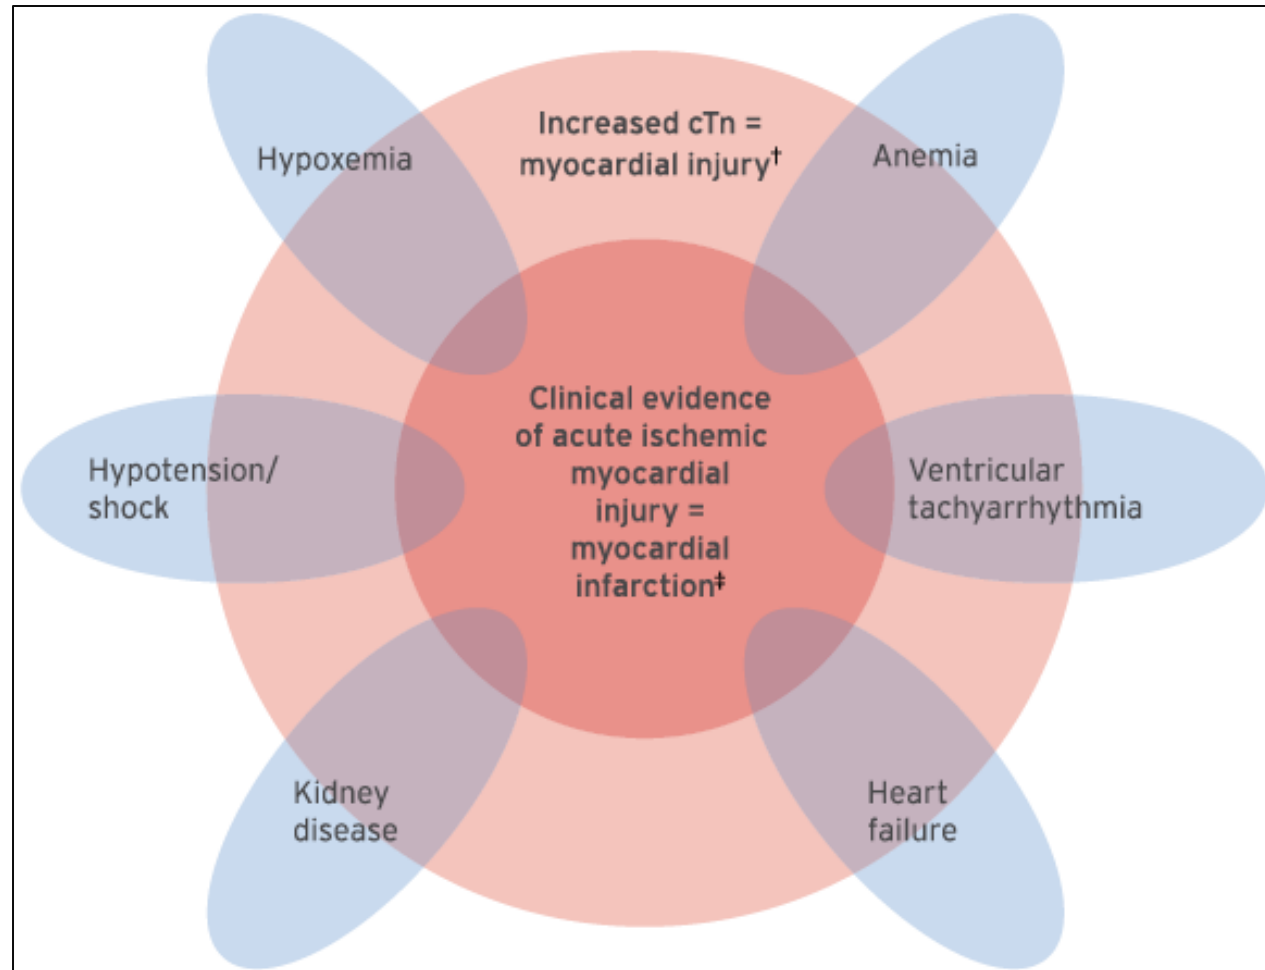 Increased cTn =
myocardial injury†
Hypoxemia
Anemia
Clinical evidence
of acute ischemic
myocardial
injury =
myocardial
infarction‡
Hypotension/
shock
Ventricular
tachyarrhythmia
Kidney
disease
Heart
failure